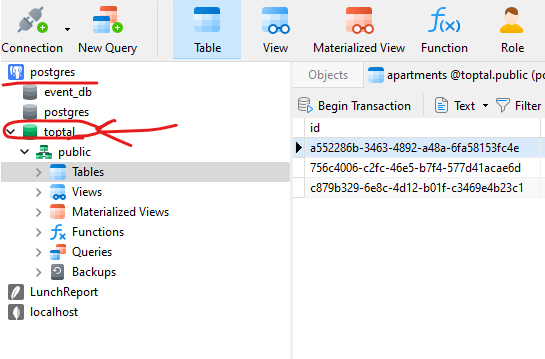 Connection
New Query
Table
View
Materialized View
Function
Role
postgres
event_db
postgres
toptal
public
Tables
Views
Materialized Views
Functions
Queries
Backups
LunchReport
localhost
Objects
apartments @toptal.public (po
Begin Transaction
Text
Filter
id
a552286b-3463-4892-a48a-6fa58153fc4e
756c4006-c2fc-46e5-b7f4-577d41acae6d
c879b329-6e8c-4d12-b01f-c3469e4b23c1